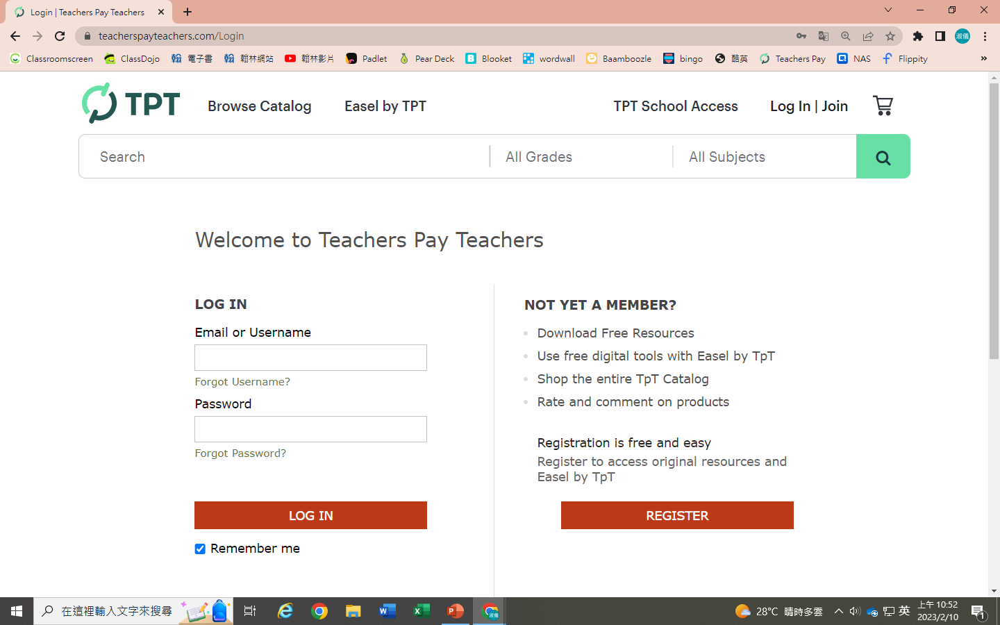 Login | Teachers Pay Teachers
teacherspayteachers.com/Login
淑儀
Classroomscreen
ClassDojo
電子書
翰林網站
翰林影片
Padlet
Pear Deck
Blooket
wordwall
Baamboozle
bingo
酷英
Teachers Pay
NAS
Flippity
TPT
Browse Catalog
Easel by TPT
TPT School Access
Log In | Join
Search
All Grades
All Subjects
Welcome to Teachers Pay Teachers
LOG IN
Email or Username
Forgot Username?
Password
Forgot Password?
LOG IN
Remember me
NOT YET A MEMBER?
Download Free Resources
Use free digital tools with Easel by TpT
Shop the entire TpT Catalog
Rate and comment on products
Registration is free and easy
Register to access original resources and
Easel by TpT
REGISTER
在這裡輸入文字來搜尋
淑儀
28°C 晴時多雲
英
上午 10:52
2023/2/10
1